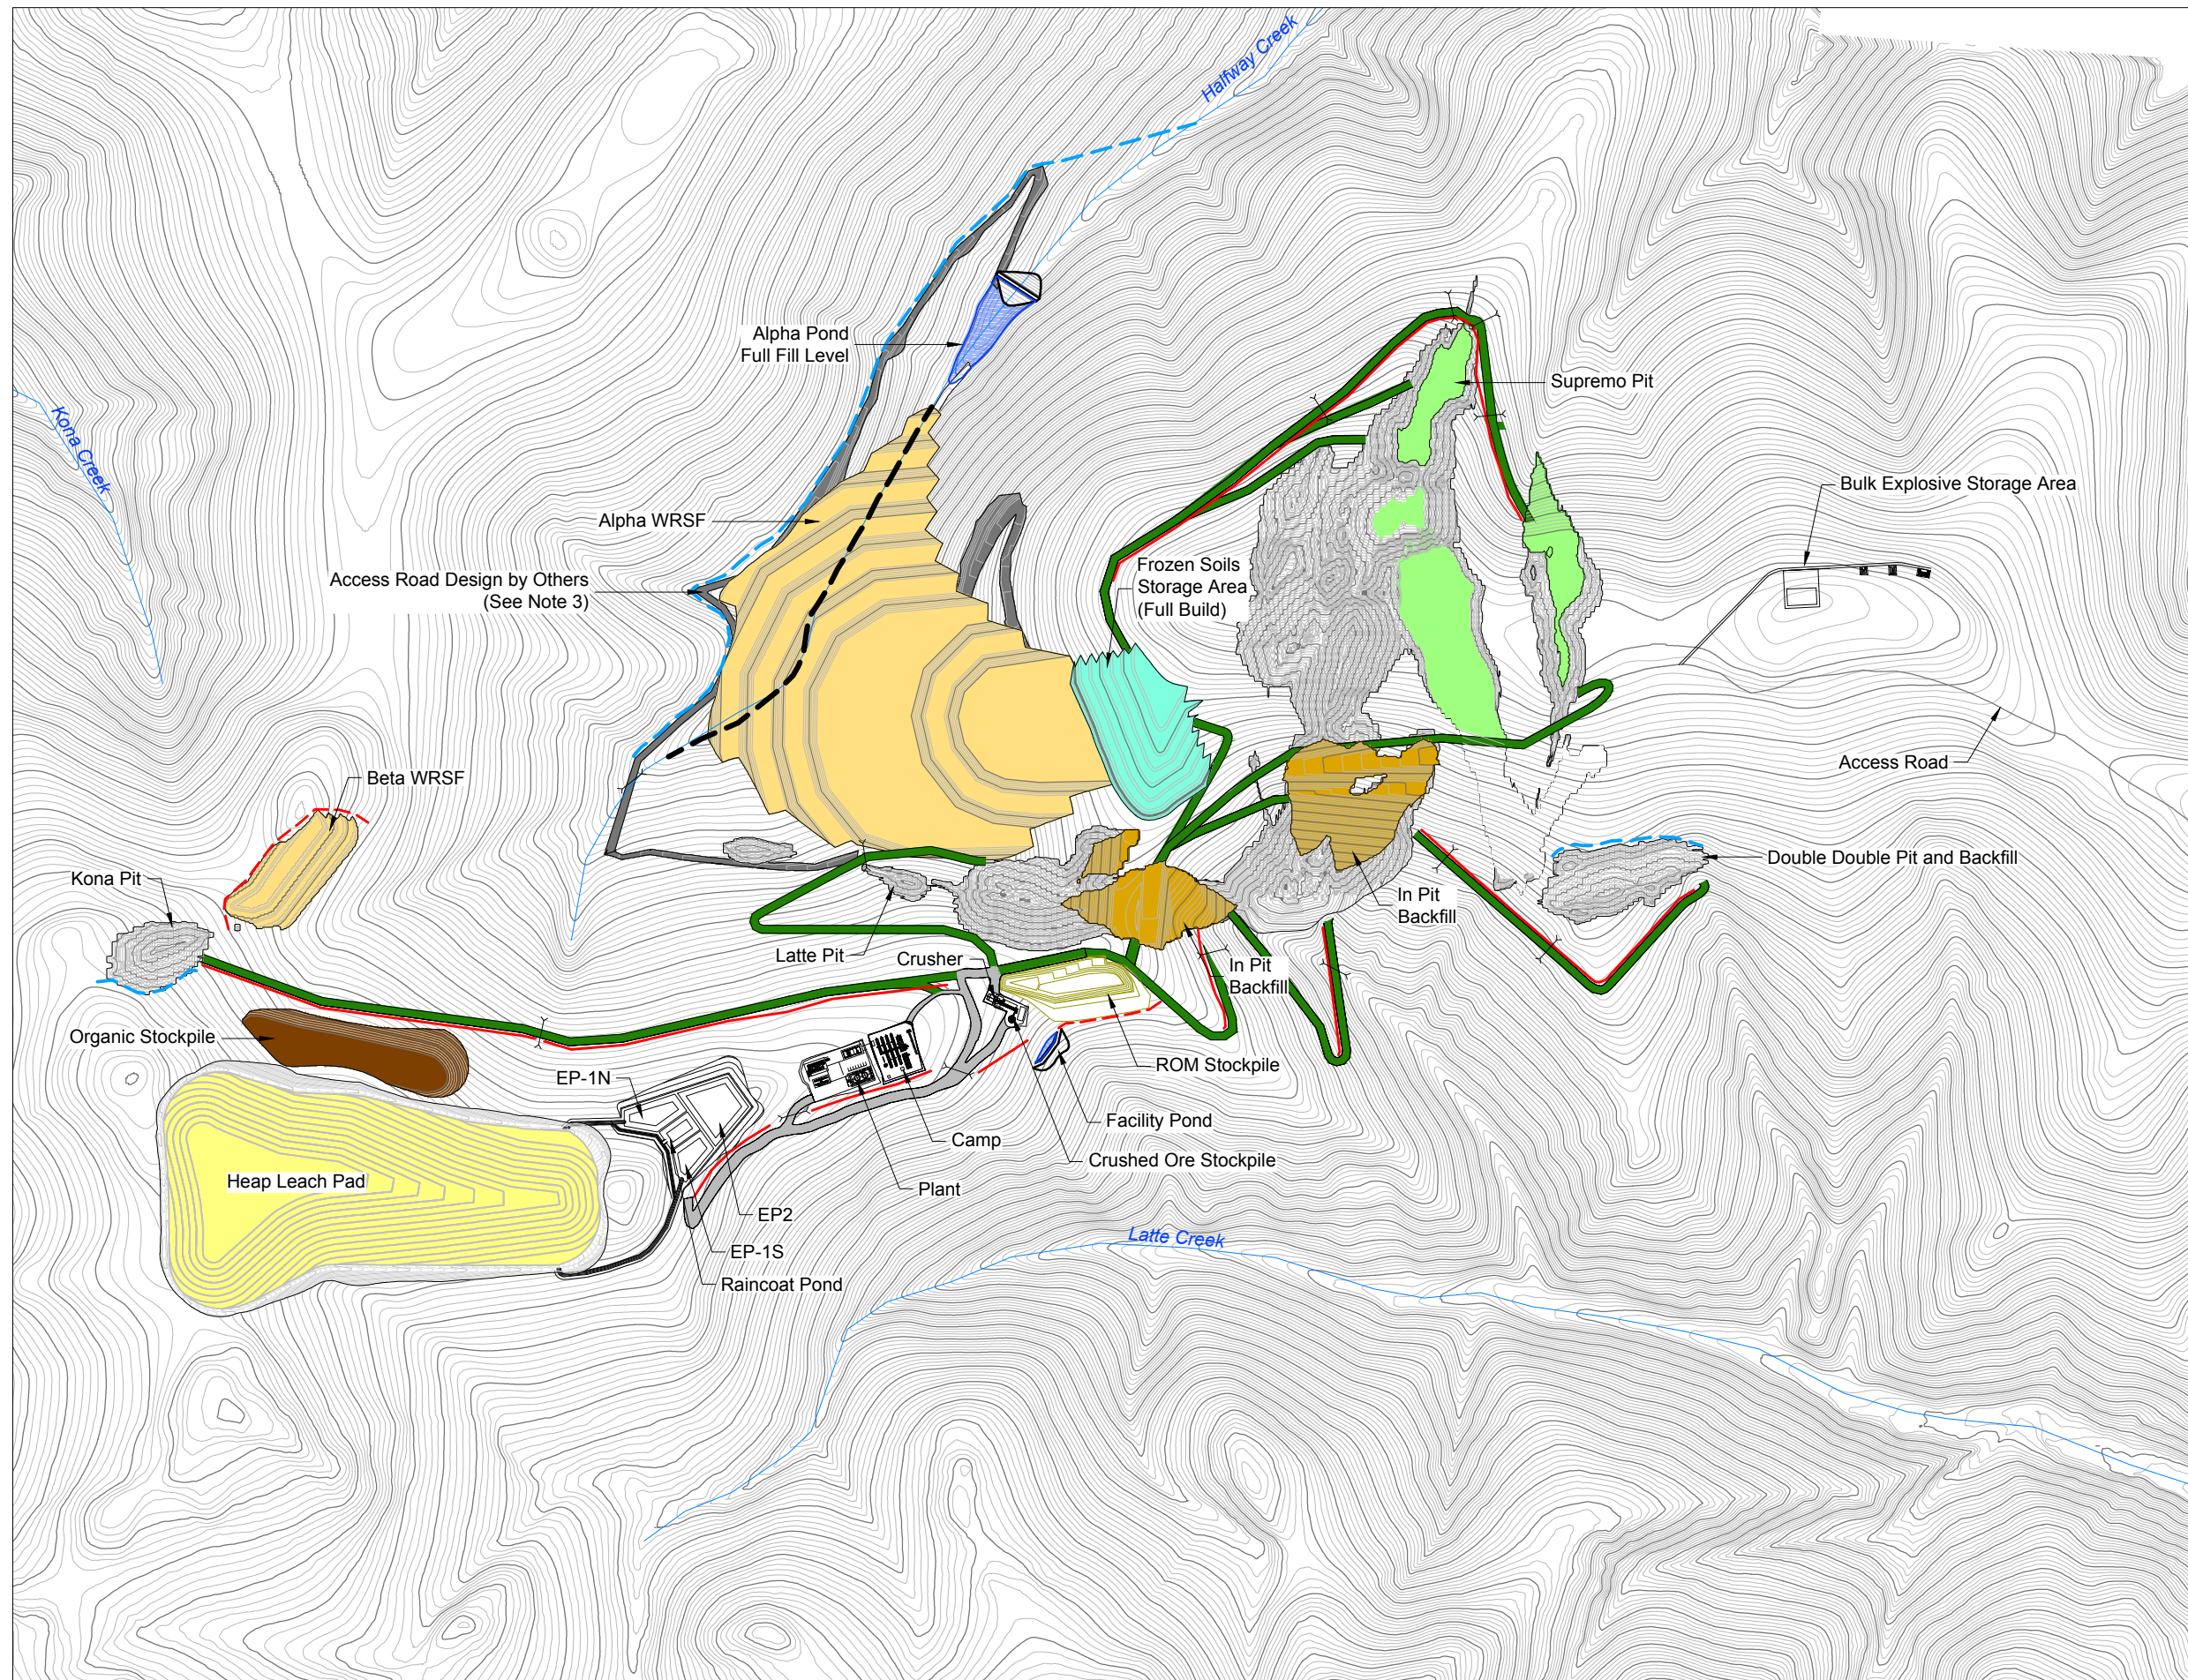 Halfway Creek
Alpha Pond
Full Fill Level
Supremo Pit
Kona Creek
Bulk Explosive Storage Area
Alpha WRSF
Frozen Soils
Storage Area
(Full Build)
Access Road Design by Others
(See Note 3)
Access Road
Beta WRSF
Double Double Pit and Backfill
Kona Pit
In Pit
Backfill
Latte Pit
Crusher
In Pit
Backfill
Organic Stockpile
ROM Stockpile
EP-1N
Facility Pond
Camp
Crushed Ore Stockpile
Heap Leach Pad
Plant
EP2
Latte Creek
EP-1S
Raincoat Pond